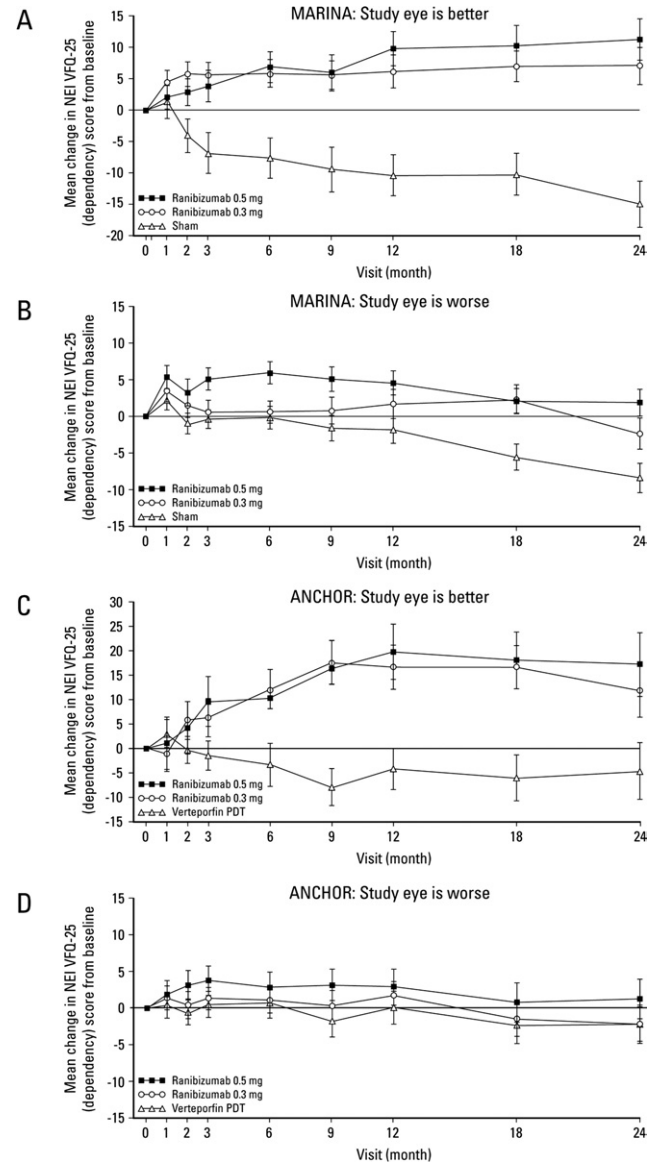 A
MARINA: Study eye is better
Mean change in NEI VFQ-25
(dependency) score from baseline
15
10
5
0
-5
-10
-15
-20
Ranibizumab 0.5 mg
Ranibizumab 0.3 mg
Sham
0 1 2 3 6 9 12 18 24
Visit (month)
B
MARINA: Study eye is worse
Mean change in NEI VFQ-25
(dependency) score from baseline
15
10
5
0
-5
-10
-15
Ranibizumab 0.5 mg
Ranibizumab 0.3 mg
Sham
0 1 2 3 6 9 12 18 24
Visit (month)
C
ANCHOR: Study eye is better
Mean change in NEI VFQ-25
(dependency) score from baseline
30
25
20
15
10
5
0
-5
-10
-15
Ranibizumab 0.5 mg
Ranibizumab 0.3 mg
Verteporfin PDT
0 1 2 3 6 9 12 18 24
Visit (month)
D
ANCHOR: Study eye is worse
Mean change in NEI VFQ-25
(dependency) score from baseline
15
10
5
0
-5
-10
-15
Ranibizumab 0.5 mg
Ranibizumab 0.3 mg
Verteporfin PDT
0 1 2 3 6 9 12 18 24
Visit (month)